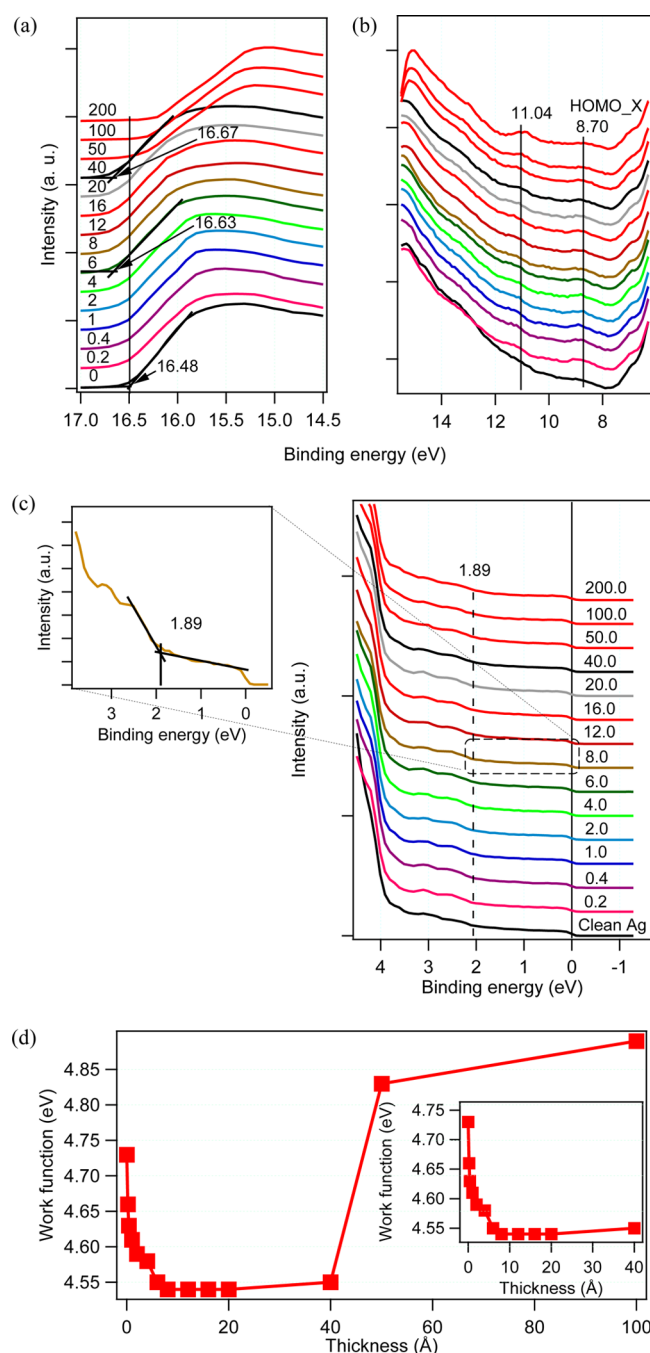 (a)
Intensity (a. u.)
200
100
50
40
20
16
12
8
6
4
2
1
0.4
0.2
0
16.67
16.63
16.48
17.0 16.5 16.0 15.5 15.0 14.5
(b)
11.04
HOMO_X
8.70
14 12 10 8
Binding energy (eV)
(c)
Intensity (a.u.)
1.89
3 2 1 0
Binding energy (eV)
Intensity (a.u.)
1.89
200.0
100.0
50.0
40.0
20.0
16.0
12.0
8.0
6.0
4.0
2.0
1.0
0.4
0.2
Clean Ag
4 3 2 1 0 -1
Binding energy (eV)
(d)
Work function (eV)
4.85
4.80
4.75
4.70
4.65
4.60
4.55
0 20 40 60 80 100
Thickness (Å)
Work function (eV)
4.75
4.70
4.65
4.60
4.55
0 10 20 30 40
Thickness (Å)